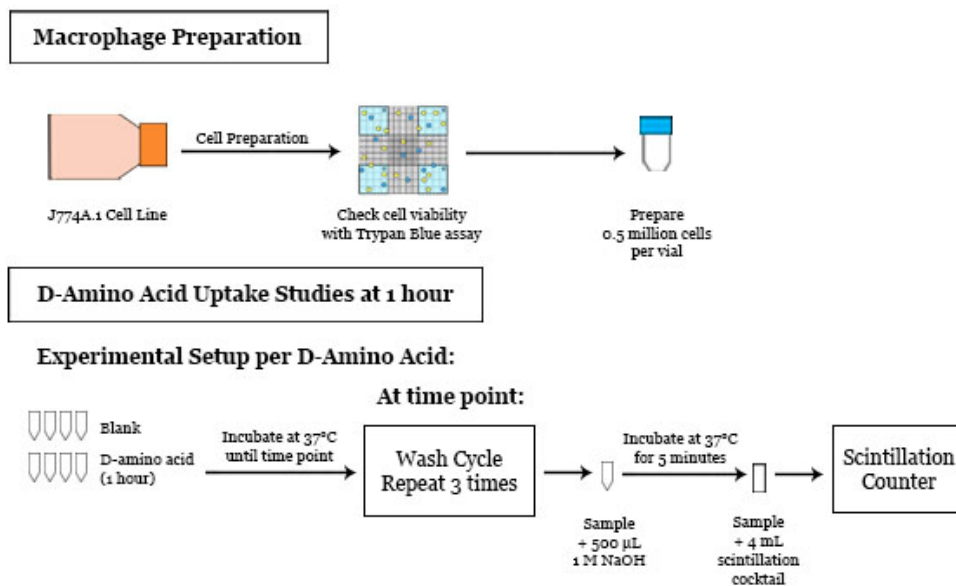 Macrophage Preparation
Cell Preparation
J774A.1 Cell Line
Check cell viability
with Trypan Blue assay
Prepare
0.5 million cells
per vial
D-Amino Acid Uptake Studies at 1 hour
Experimental Setup per D-Amino Acid:
At time point:
Blank
D-amino acid
(1 hour)
Incubate at 37°C
until time point
Wash Cycle
Repeat 3 times
Incubate at 37°C
for 5 minutes
Sample
+ 500 µL
1 M NaOH
Sample
+ 4 mL
scintillation
cocktail
Scintillation
Counter